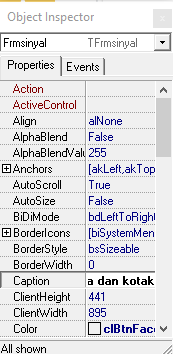 Object Inspector
Frmsinyal TFrmsinyal
Properties Events
Action
ActiveControl
Align alNone
AlphaBlend False
AlphaBlendValu 255
Anchors [akLeft,akTop
AutoScroll True
AutoSize False
BiDiMode bdLeftToRigh
BorderIcons [biSystemMen
BorderStyle bsSizeable
BorderWidth 0
Caption a dan kotak
ClientHeight 441
ClientWidth 895
Color clBtnFace
All shown